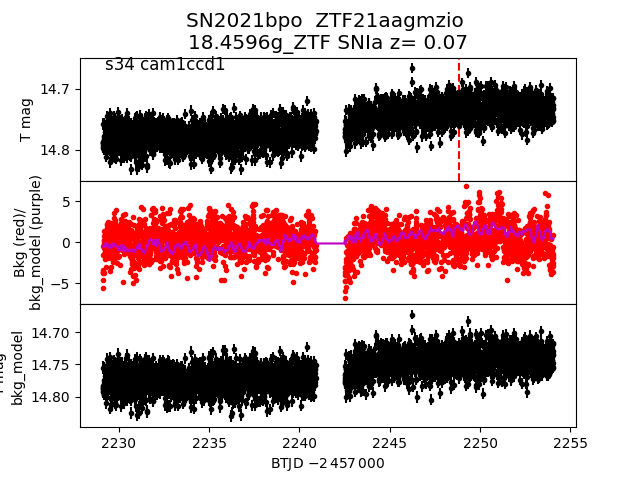 SN2021bpo ZTF21aagmzio
18.4596g_ZTF SNIa z= 0.07
s34 cam1ccd1
T mag
14.7
14.8
Bkg (red)/
bkg_model (purple)
5
0
−5
mag
bkg_model
14.70
14.75
14.80
2230
2235
2240
2245
2250
2255
BTJD −2 457 000